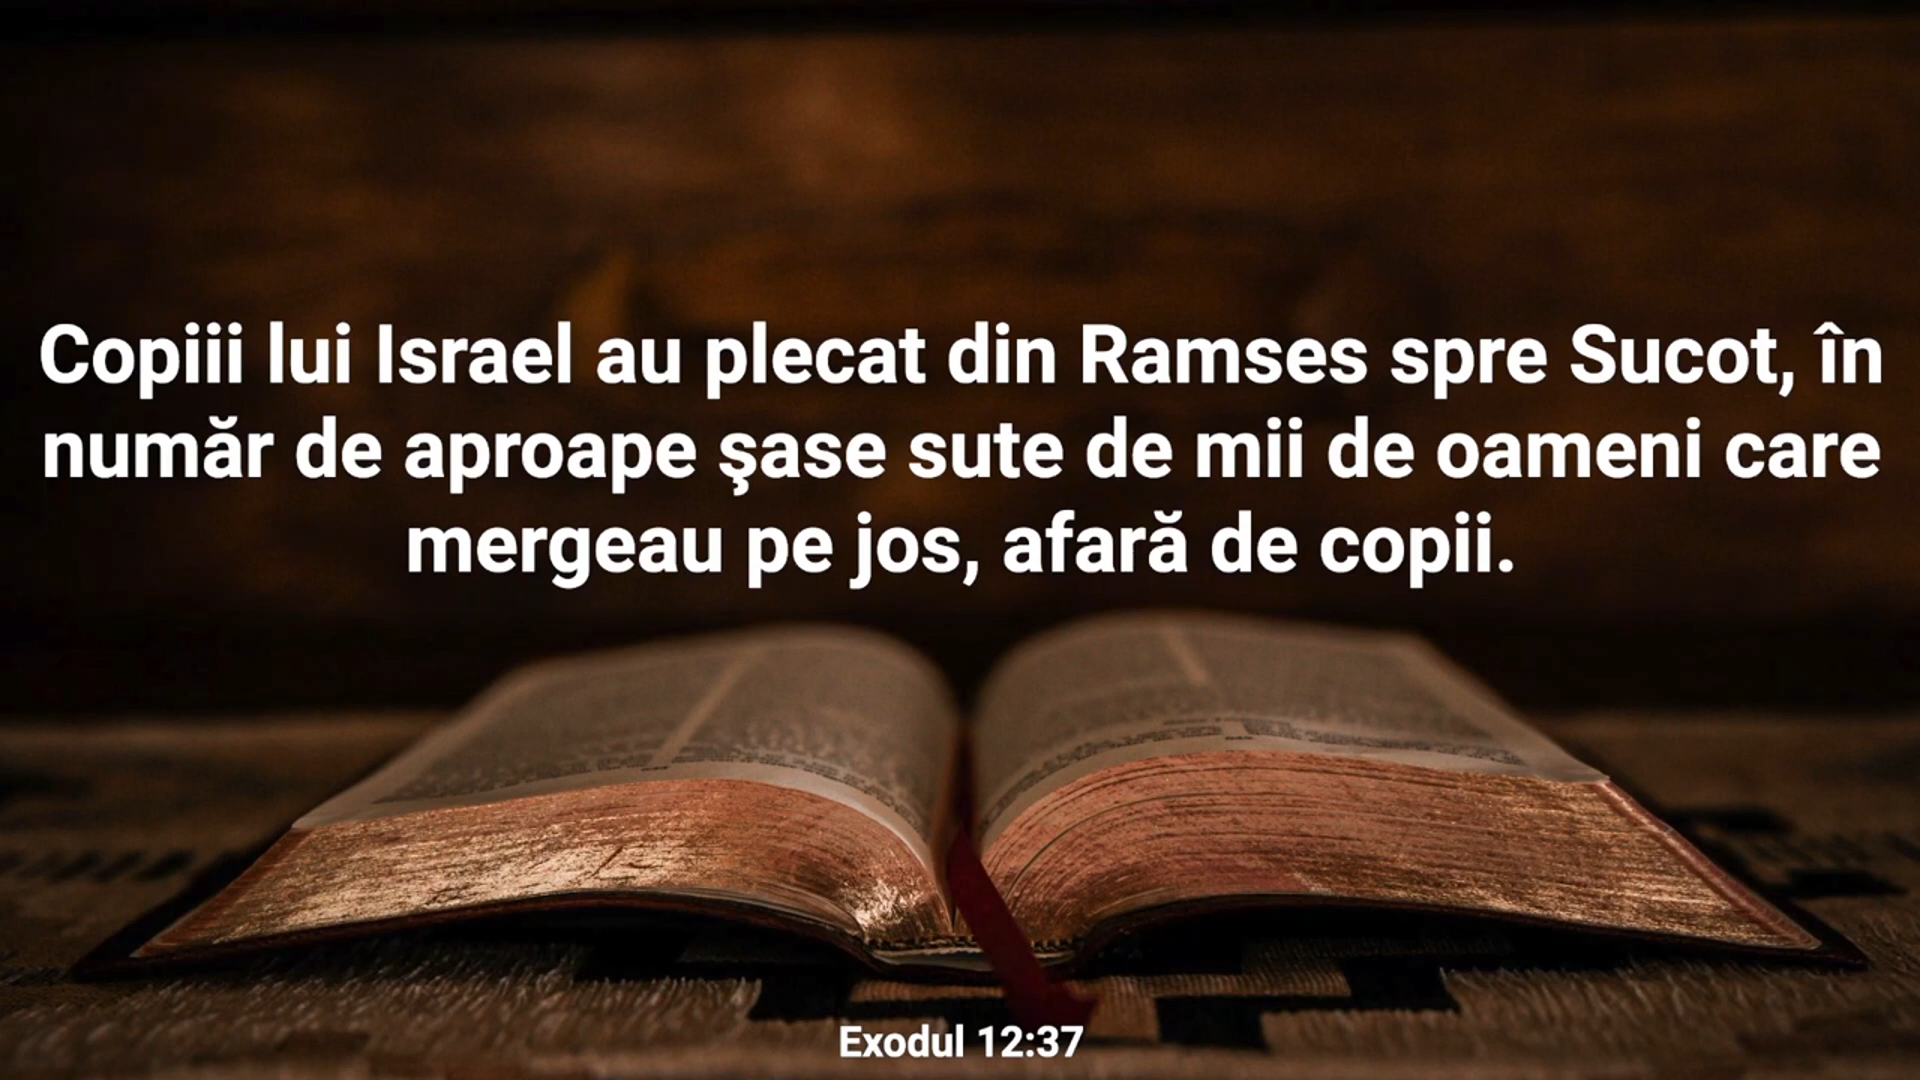 Copiii lui Israel au plecat din Ramses spre Sucot, în
număr de aproape şase sute de mii de oameni care
mergeau pe jos, afară de copii.
Exodul 12:37